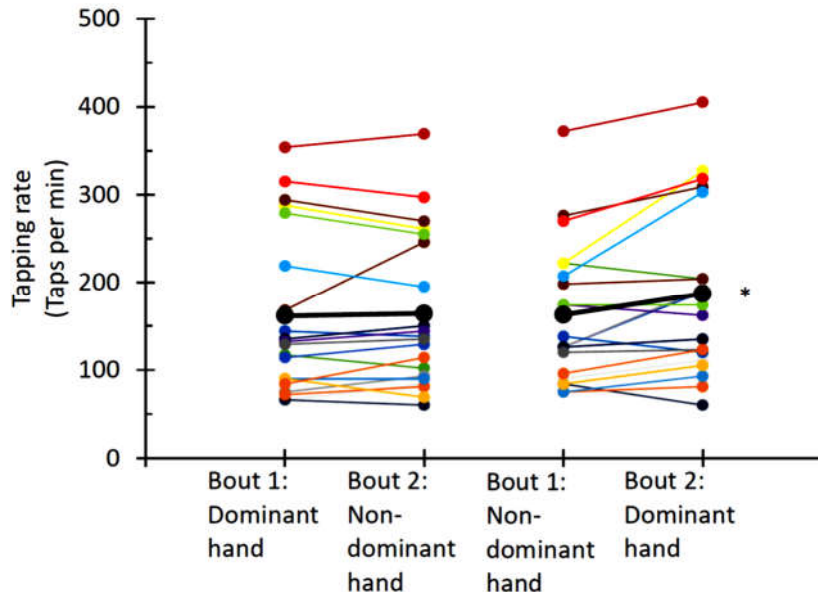 500
400
300
200
100
0
Tapping rate
(Taps per min)
*
Bout 1:
Dominant
hand
Bout 2:
Non-
dominant
hand
Bout 1:
Non-
dominant
hand
Bout 2:
Dominant
hand